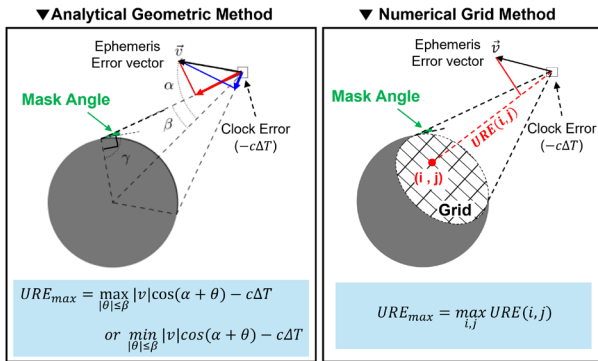 ▼Analytical Geometric Method
Ephemeris
Error vector
v⃗
α
Mask Angle
β
Clock Error
(−cΔT)
γ
URE_max = max_{|θ|≤β} |v|cos(α + θ) − cΔT
or min_{|θ|≤β} |v|cos(α + θ) − cΔT
▼ Numerical Grid Method
Ephemeris
Error vector
v⃗
Mask Angle
URE(i,j)
Clock Error
(−cΔT)
(i , j)
Grid
URE_max = max_{i,j} URE(i, j)